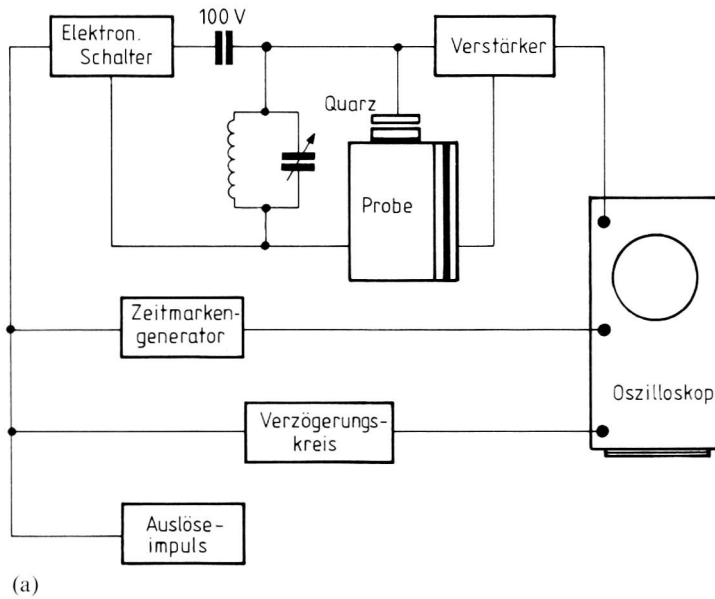 100 V
Elektron.
Schalter
Verstärker
Quarz
Probe
Zeitmarken-
generator
Oszilloskop
Verzögerungs-
kreis
Auslöse-
impuls
(a)